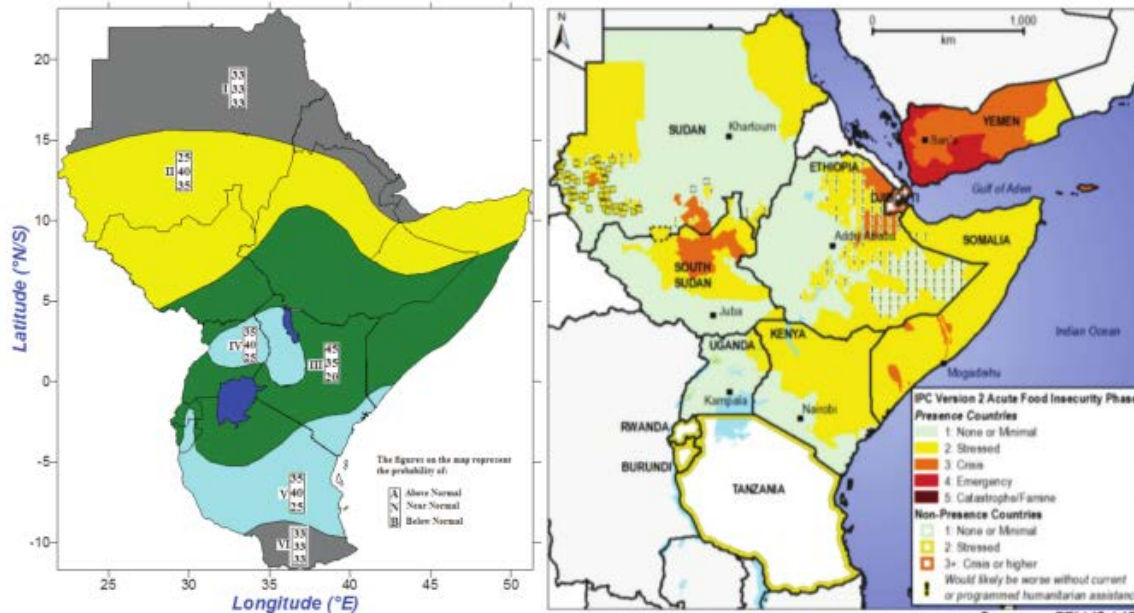 20
15
10
5
0
-5
-10
25
30
35
40
45
50
Latitude (°N/S)
Longitude (°E)
I
33
33
33
II
25
40
35
IV
35
40
25
III
45
35
20
V
35
40
25
VI
33
33
33
The figures on the map represent
the probability of:
A Above Normal
N Near Normal
B Below Normal
N
0 1,000
km
SUDAN
Khartoum
YEMEN
San'a
ETHIOPIA
Gulf of Aden
Addis Ababa
SOMALIA
SOUTH
SUDAN
Juba
UGANDA
KENYA
Indian Ocean
Mogadishu
Kampala
Nairobi
RWANDA
BURUNDI
TANZANIA
IPC Version 2 Acute Food Insecurity Phase
Presence Countries
1: None or Minimal
2: Stressed
3: Crisis
4: Emergency
5: Catastrophe/Famine
Non-Presence Countries
1: None or Minimal
2: Stressed
3+: Crisis or higher
! Would likely be worse without current
or programmed humanitarian assistance